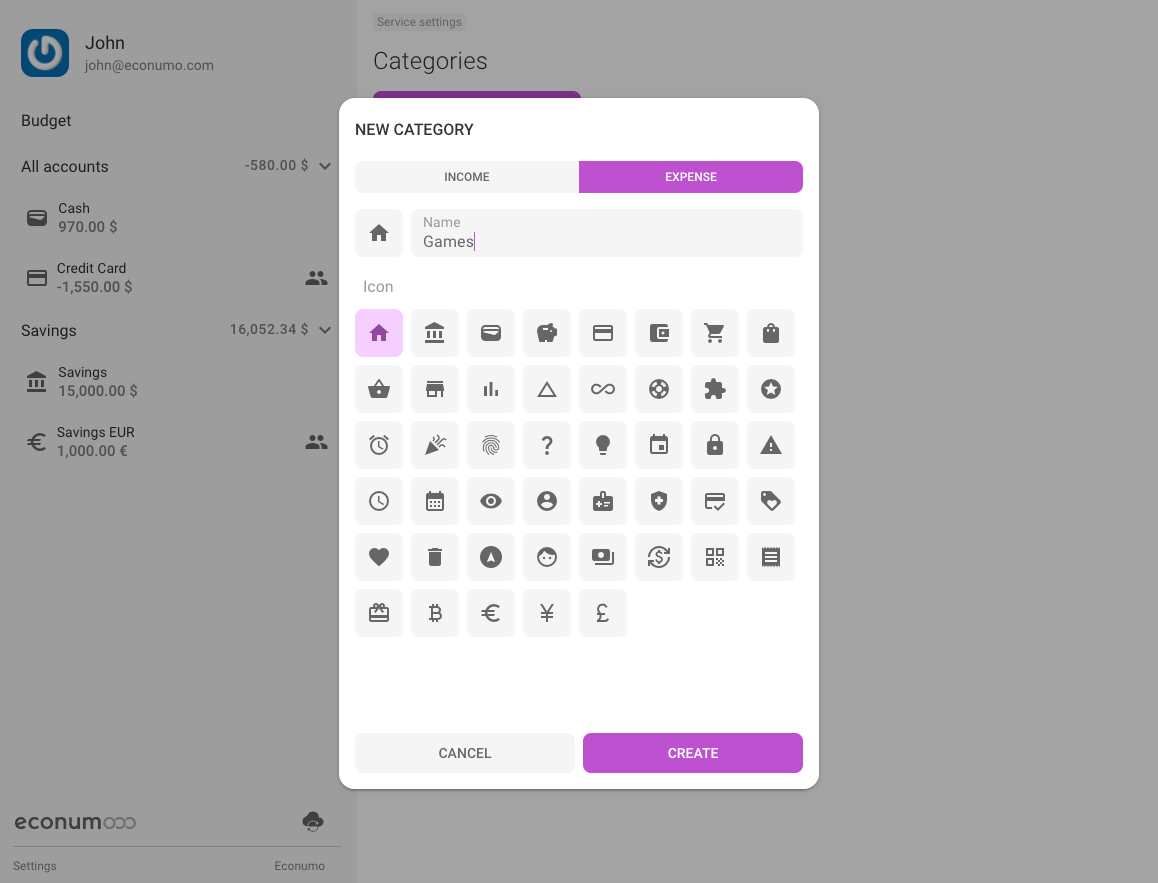 John
john@econumo.com
Budget
All accounts -580.00 $
Cash
970.00 $
Credit Card
-1,550.00 $
Savings 16,052.34 $
Savings
15,000.00 $
Savings EUR
1,000.00 €
econumo
Settings Econumo
Service settings
Categories
NEW CATEGORY
INCOME EXPENSE
Name
Games
Icon
CANCEL CREATE